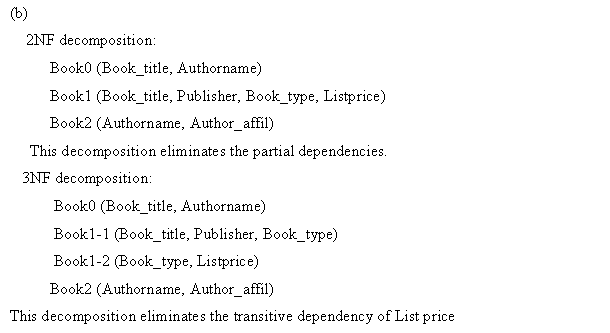 (b)
2NF decomposition:
Book0 (Book_title, Authorname)
Book1 (Book_title, Publisher, Book_type, Listprice)
Book2 (Authorname, Author_affil)
This decomposition eliminates the partial dependencies.
3NF decomposition:
Book0 (Book_title, Authorname)
Book1-1 (Book_title, Publisher, Book_type)
Book1-2 (Book_type, Listprice)
Book2 (Authorname, Author_affil)
This decomposition eliminates the transitive dependency of List price